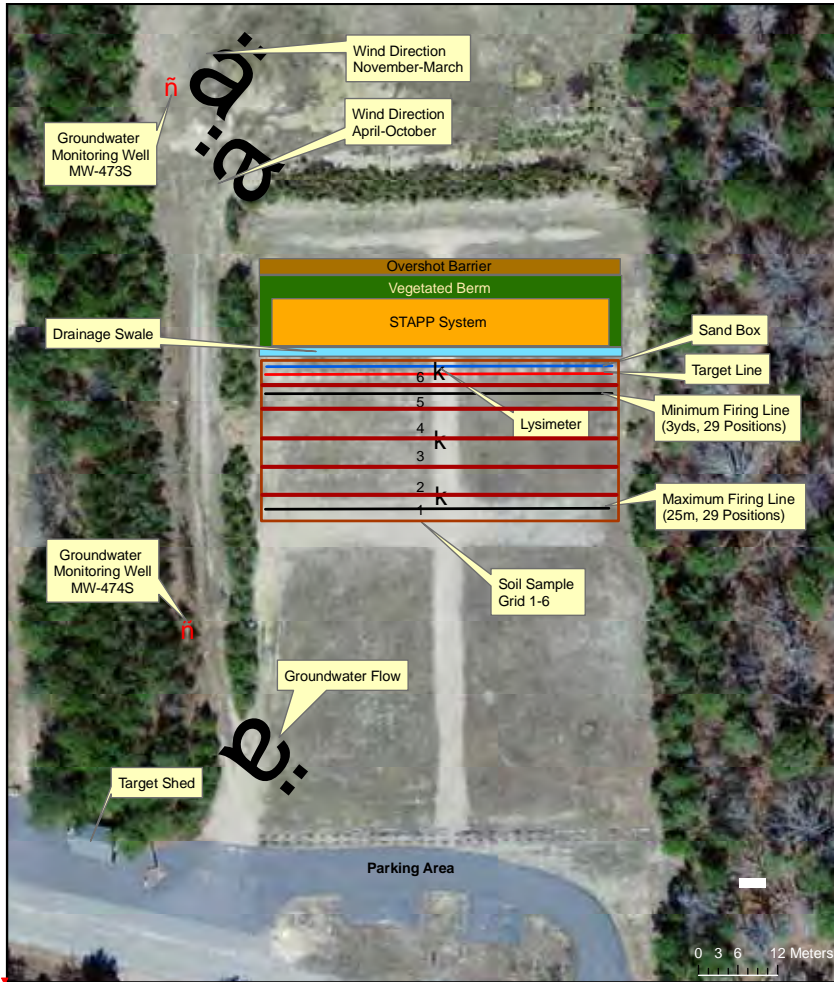 Wind Direction
November-March
ä
ñ
Wind Direction
April-October
ä
Groundwater
Monitoring Well
MW-473S
Overshot Barrier
Vegetated Berm
STAPP System
Drainage Swale
Sand Box
Target Line
k
6
Minimum Firing Line
(3yds, 29 Positions)
5
Lysimeter
4
k
3
2
k
1
Maximum Firing Line
(25m, 29 Positions)
Groundwater
Monitoring Well
MW-474S
Soil Sample
Grid 1-6
ñ
Groundwater Flow
ä
Target Shed
Parking Area
0 3 6 12 Meters